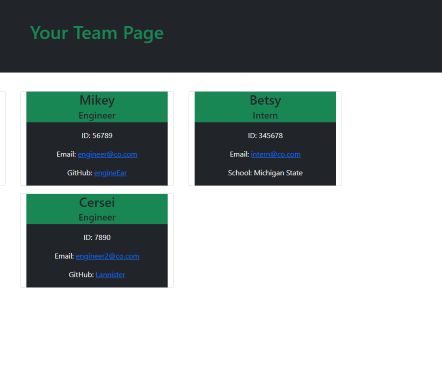 Your Team Page
Mikey
Engineer
ID: 56789
Email: engineer@co.com
GitHub: engineEar
Betsy
Intern
ID: 345678
Email: intern@co.com
School: Michigan State
Cersei
Engineer
ID: 7890
Email: engineer2@co.com
GitHub: Lannister